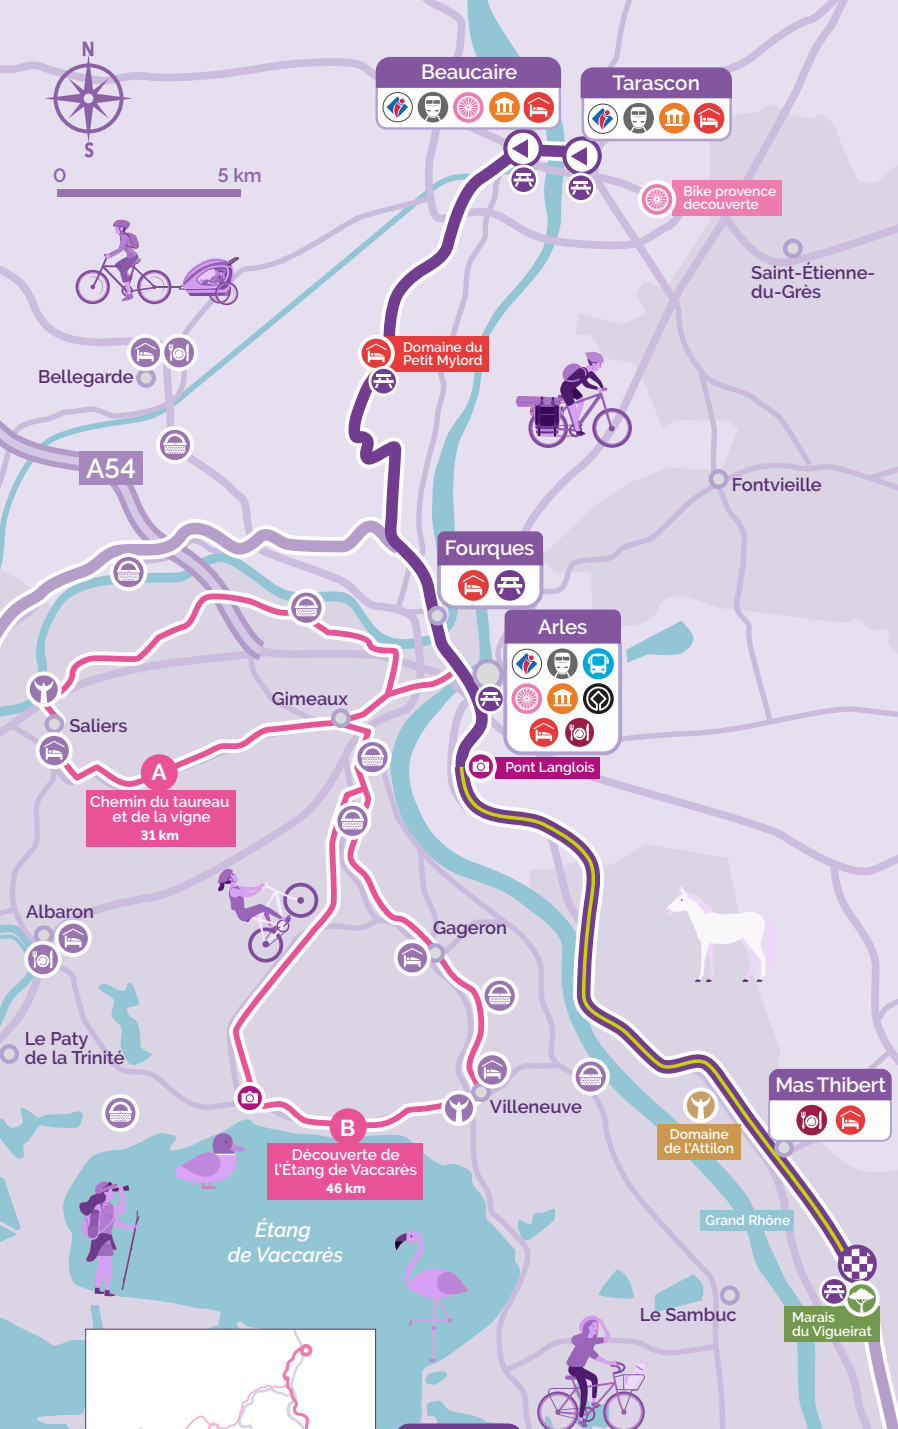 N
S
0
5 km
Beaucaire
Tarascon
Bike provence
decouverte
Saint-Étienne-
du-Grès
Domaine du
Petit Mylord
Bellegarde
A54
Fontvieille
Fourques
Arles
Gimeaux
Saliers
Pont Langlois
A
Chemin du taureau
et de la vigne
31 km
Albaron
Gageron
Le Paty
de la Trinité
Mas Thibert
Villeneuve
B
Découverte de
l'Étang de Vaccarès
46 km
Domaine
de l'Attilon
Grand Rhône
Étang
de Vaccarès
Le Sambuc
Marais
du Vigueirat